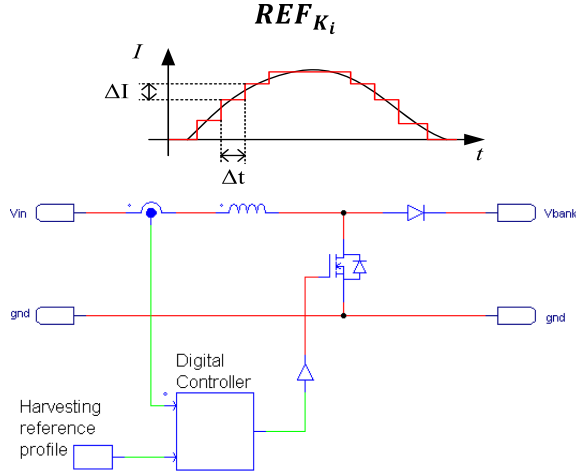 REF_{K_i}
I
ΔI
Δt
t
Vin
Vbank
gnd
gnd
Digital
Controller
Harvesting
reference
profile